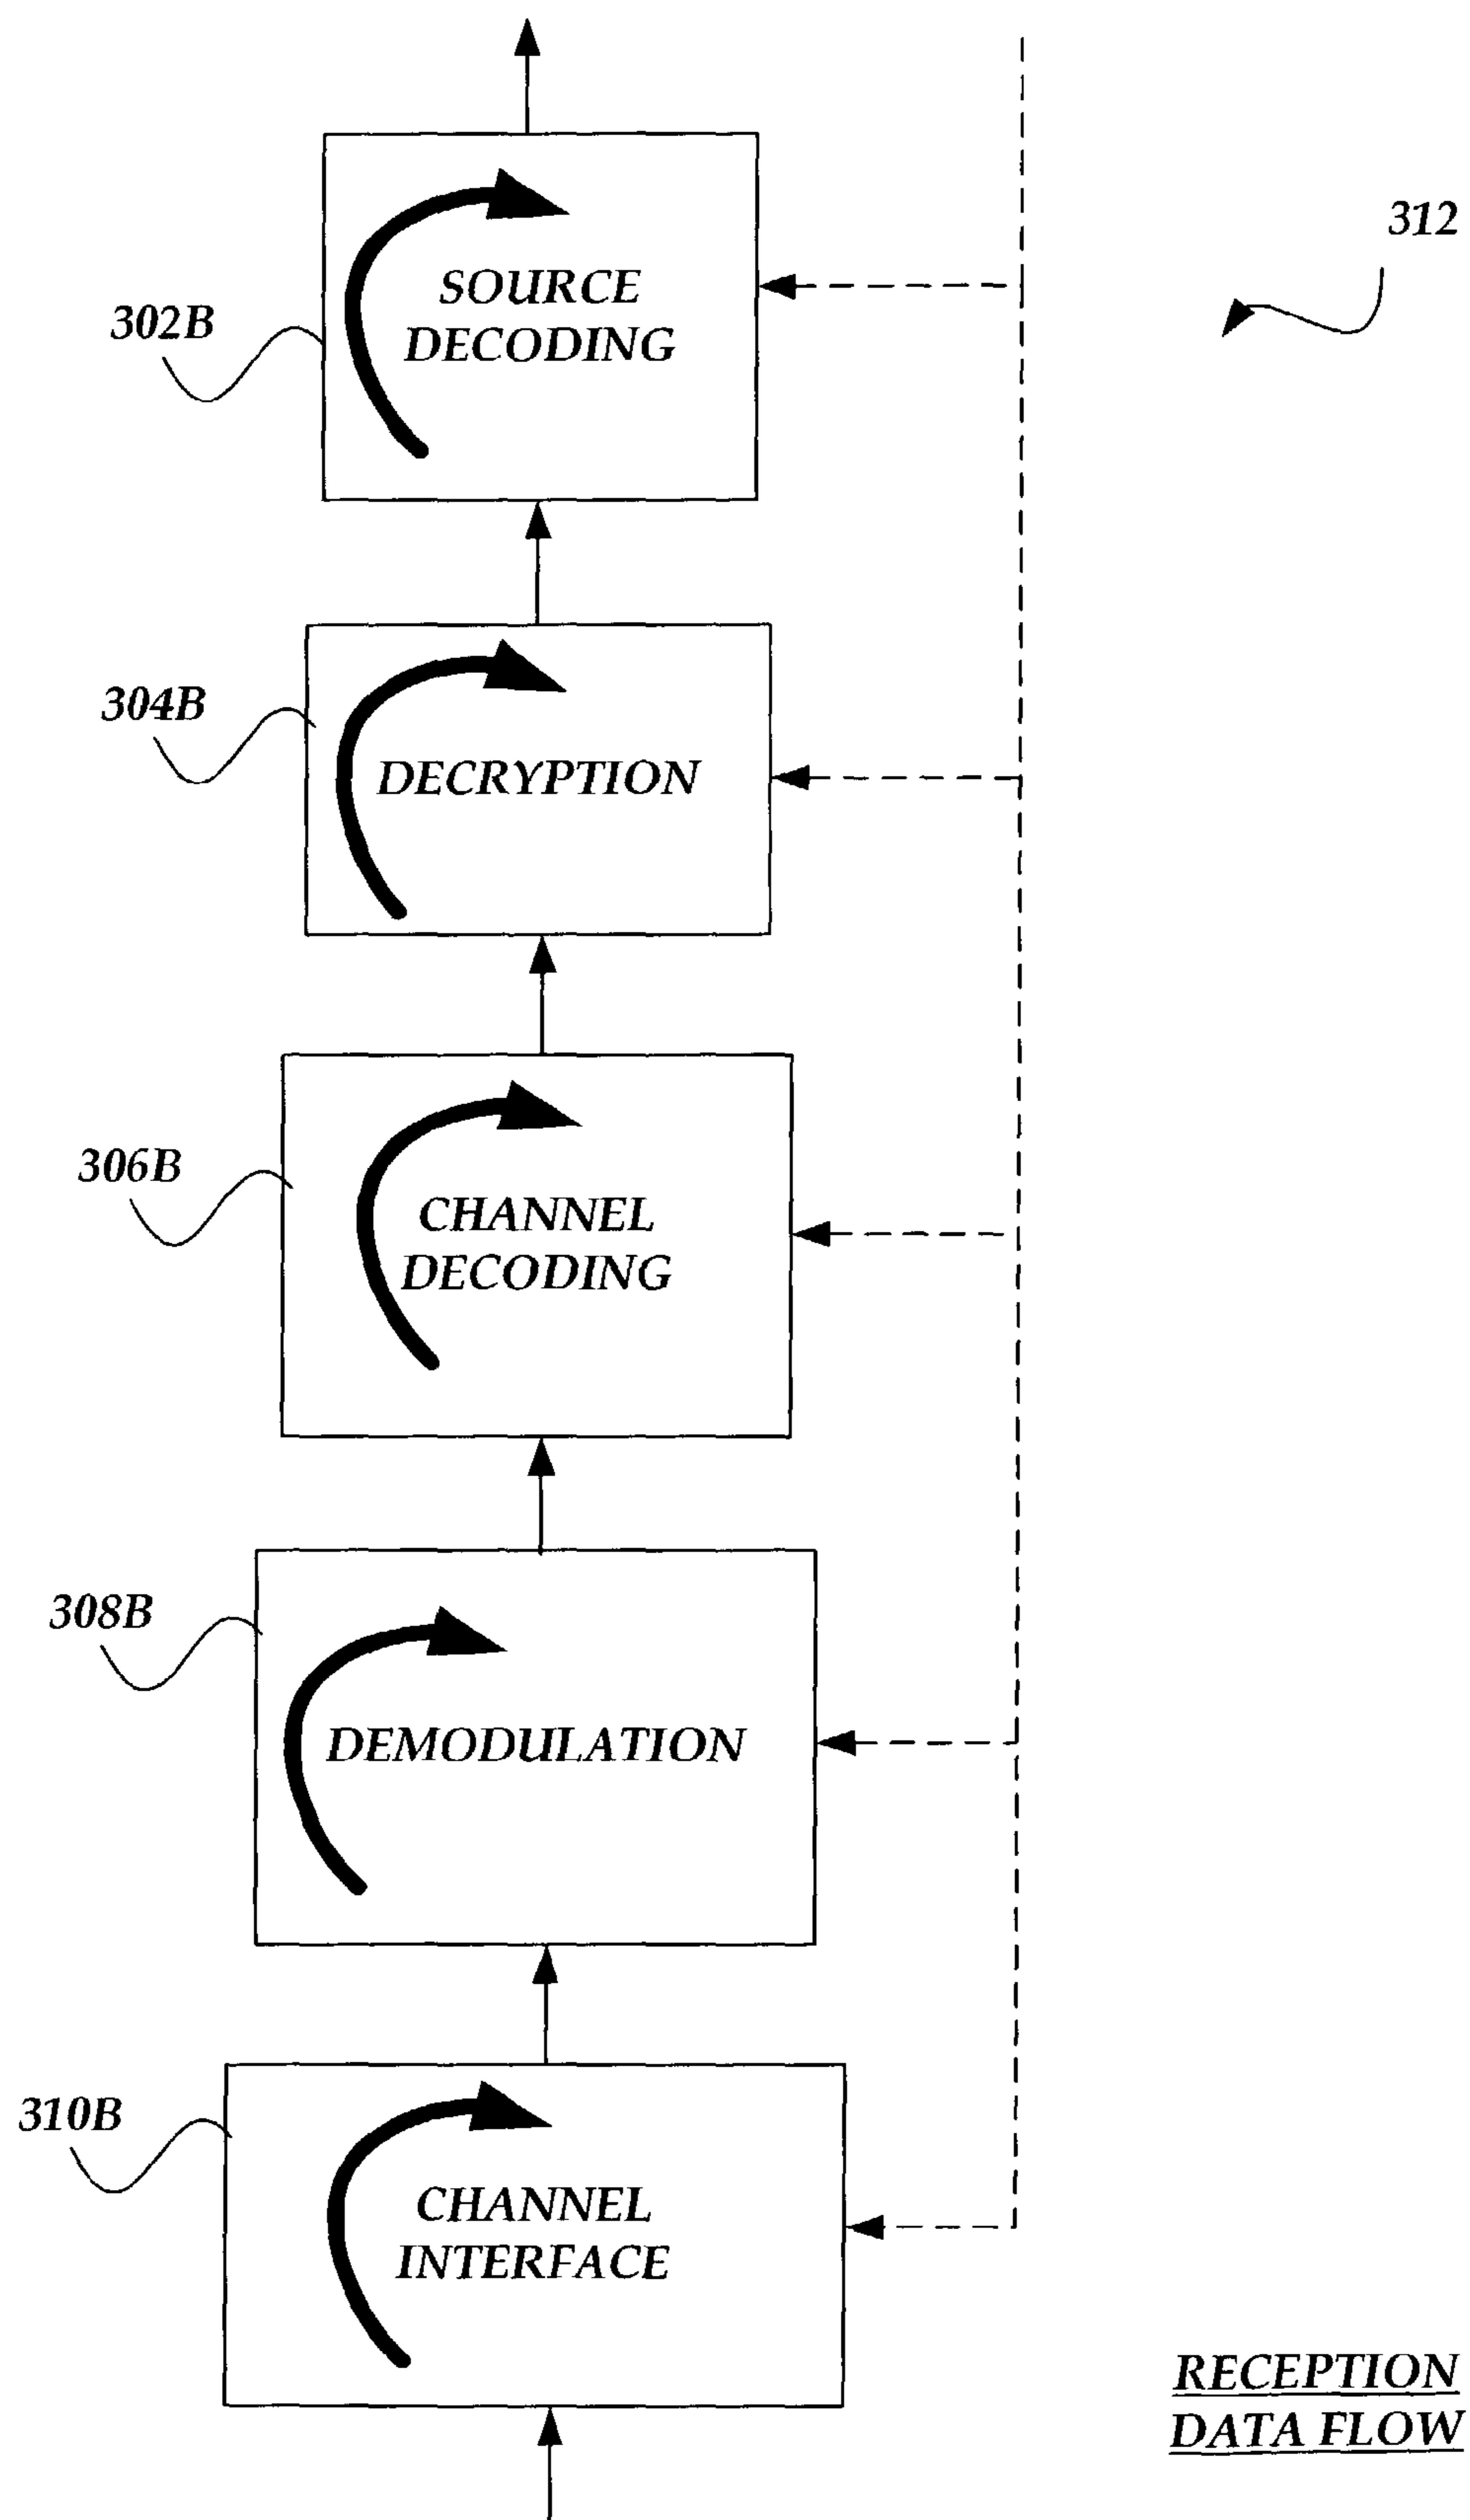 312
302B
SOURCE
DECODING
304B
DECRYPTION
306B
CHANNEL
DECODING
308B
DEMODULATION
310B
CHANNEL
INTERFACE
RECEPTION
DATA FLOW